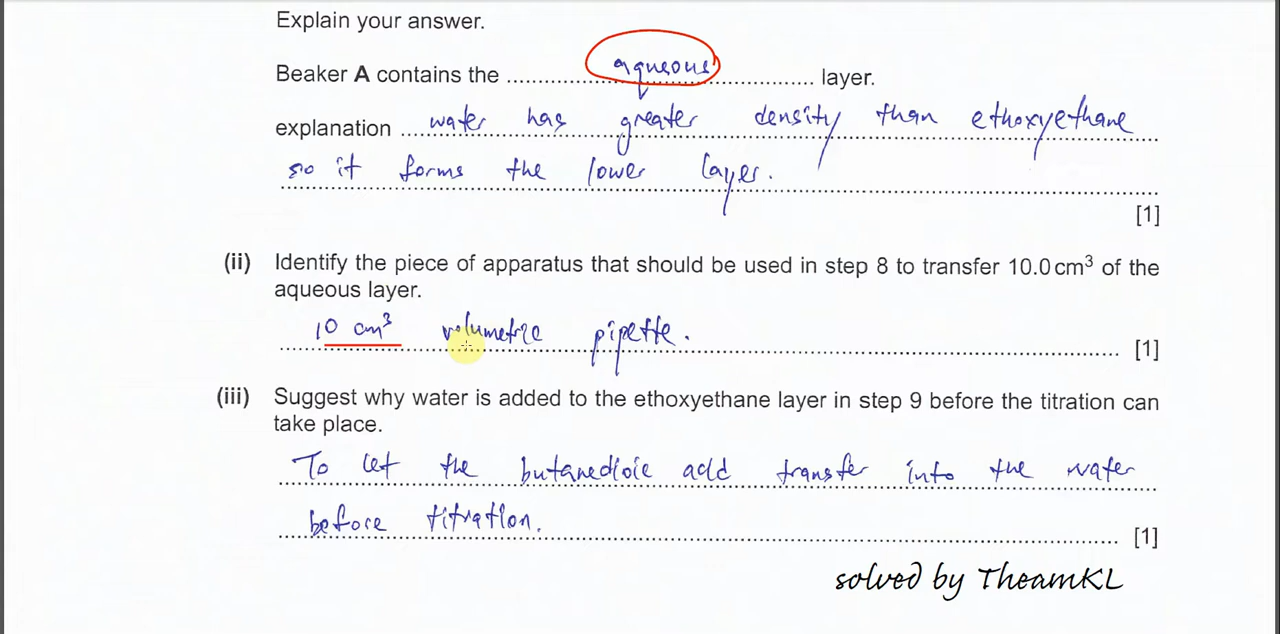 Explain your answer.
Beaker A contains the ........ aqueous ........ layer.
explanation water has greater density than ethoxyethane
so it forms the lower layer.
[1]
(ii) Identify the piece of apparatus that should be used in step 8 to transfer 10.0 cm³ of the
aqueous layer.
10 cm³ volumetric pipette. [1]
(iii) Suggest why water is added to the ethoxyethane layer in step 9 before the titration can
take place.
To let the butanedioic acid transfer into the water
before titration. [1]
solved by TheamKL